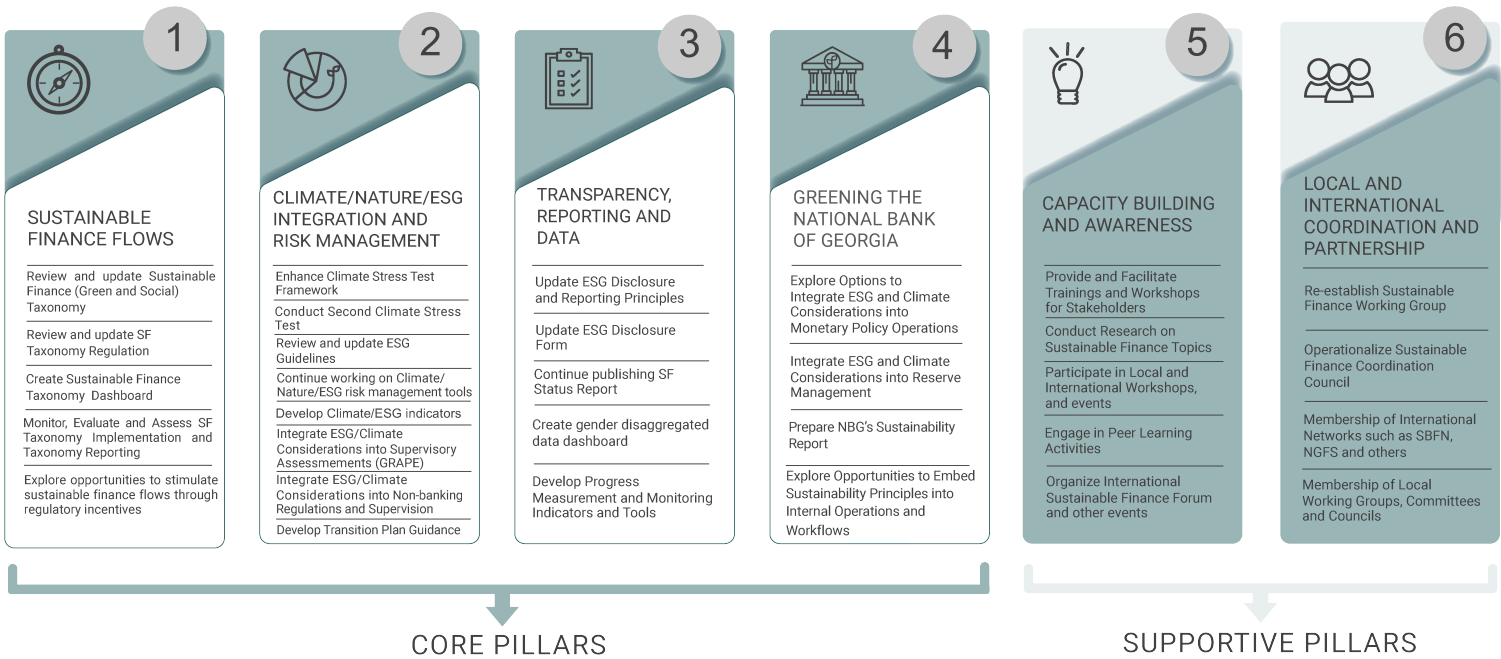 1
SUSTAINABLE
FINANCE FLOWS
Review and update Sustainable
Finance (Green and Social)
Taxonomy
Review and update SF
Taxonomy Regulation
Create Sustainable Finance
Taxonomy Dashboard
Monitor, Evaluate and Assess SF
Taxonomy Implementation and
Taxonomy Reporting
Explore opportunities to stimulate
sustainable finance flows through
regulatory incentives
2
CLIMATE/NATURE/ESG
INTEGRATION AND
RISK MANAGEMENT
Enhance Climate Stress Test
Framework
Conduct Second Climate Stress
Test
Review and update ESG
Guidelines
Continue working on Climate/
Nature/ESG risk management tools
Develop Climate/ESG indicators
Integrate ESG/Climate
Considerations into Supervisory
Assessmements (GRAPE)
Integrate ESG/Climate
Considerations into Non-banking
Regulations and Supervision
Develop Transition Plan Guidance
3
TRANSPARENCY,
REPORTING AND
DATA
Update ESG Disclosure
and Reporting Principles
Update ESG Disclosure
Form
Continue publishing SF
Status Report
Create gender disaggregated
data dashboard
Develop Progress
Measurement and Monitoring
Indicators and Tools
4
GREENING THE
NATIONAL BANK
OF GEORGIA
Explore Options to
Integrate ESG and Climate
Considerations into
Monetary Policy Operations
Integrate ESG and Climate
Considerations into Reserve
Management
Prepare NBG's Sustainability
Report
Explore Opportunities to Embed
Sustainability Principles into
Internal Operations and
Workflows
5
CAPACITY BUILDING
AND AWARENESS
Provide and Facilitate
Trainings and Workshops
for Stakeholders
Conduct Research on
Sustainable Finance Topics
Participate in Local and
International Workshops,
and events
Engage in Peer Learning
Activities
Organize International
Sustainable Finance Forum
and other events
6
LOCAL AND
INTERNATIONAL
COORDINATION AND
PARTNERSHIP
Re-establish Sustainable
Finance Working Group
Operationalize Sustainable
Finance Coordination
Council
Membership of International
Networks such as SBFN,
NGFS and others
Membership of Local
Working Groups, Committees
and Councils
CORE PILLARS
SUPPORTIVE PILLARS